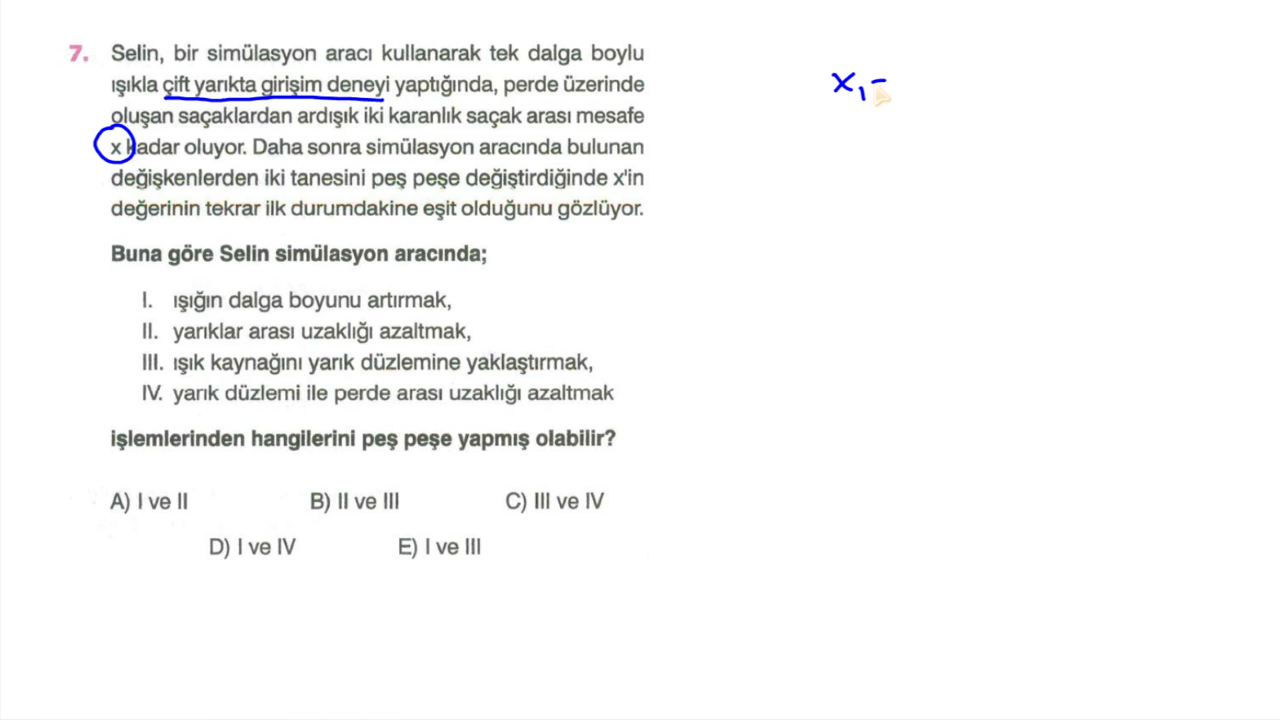 7. Selin, bir simülasyon aracı kullanarak tek dalga boylu
ışıkla çift yarıkta girişim deneyi yaptığında, perde üzerinde
oluşan saçaklardan ardışık iki karanlık saçak arası mesafe
x kadar oluyor. Daha sonra simülasyon aracında bulunan
değişkenlerden iki tanesini peş peşe değiştirdiğinde x'in
değerinin tekrar ilk durumdakine eşit olduğunu gözlüyor.
Buna göre Selin simülasyon aracında;
I. ışığın dalga boyunu artırmak,
II. yarıklar arası uzaklığı azaltmak,
III. ışık kaynağını yarık düzlemine yaklaştırmak,
IV. yarık düzlemi ile perde arası uzaklığı azaltmak
işlemlerinden hangilerini peş peşe yapmış olabilir?
A) I ve II B) II ve III C) III ve IV
D) I ve IV E) I ve III
x₁ -